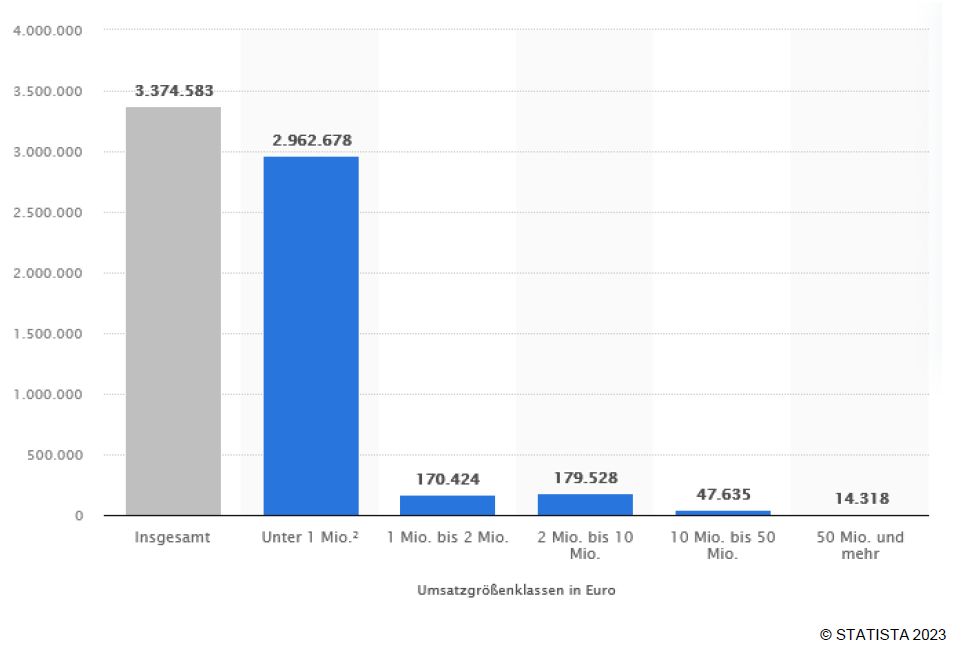 4.000.000
3.500.000
3.000.000
2.500.000
2.000.000
1.500.000
1.000.000
500.000
0
3.374.583
2.962.678
170.424
179.528
47.635
14.318
Insgesamt
Unter 1 Mio.²
1 Mio. bis 2 Mio.
2 Mio. bis 10
Mio.
10 Mio. bis 50
Mio.
50 Mio. und
mehr
Umsatzgrößenklassen in Euro
© STATISTA 2023